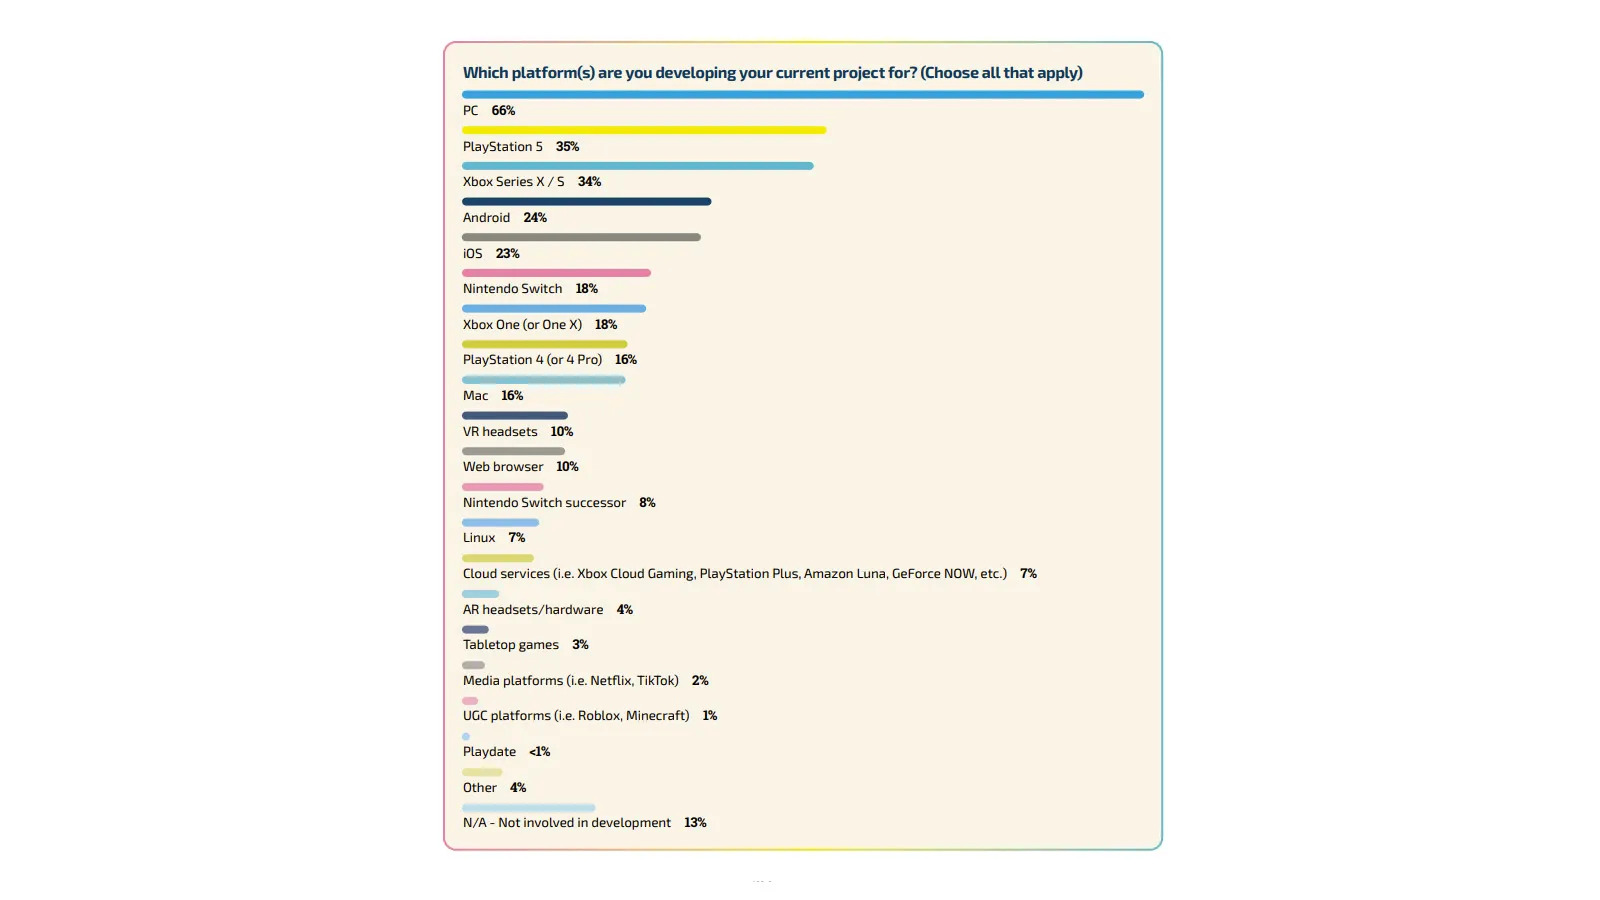 Which platform(s) are you developing your current project for? (Choose all that apply)
PC 66%
PlayStation 5 35%
Xbox Series X / S 34%
Android 24%
iOS 23%
Nintendo Switch 18%
Xbox One (or One X) 18%
PlayStation 4 (or 4 Pro) 16%
Mac 16%
VR headsets 10%
Web browser 10%
Nintendo Switch successor 8%
Linux 7%
Cloud services (i.e. Xbox Cloud Gaming, PlayStation Plus, Amazon Luna, GeForce NOW, etc.) 7%
AR headsets/hardware 4%
Tabletop games 3%
Media platforms (i.e. Netflix, TikTok) 2%
UGC platforms (i.e. Roblox, Minecraft) 1%
Playdate <1%
Other 4%
N/A - Not involved in development 13%